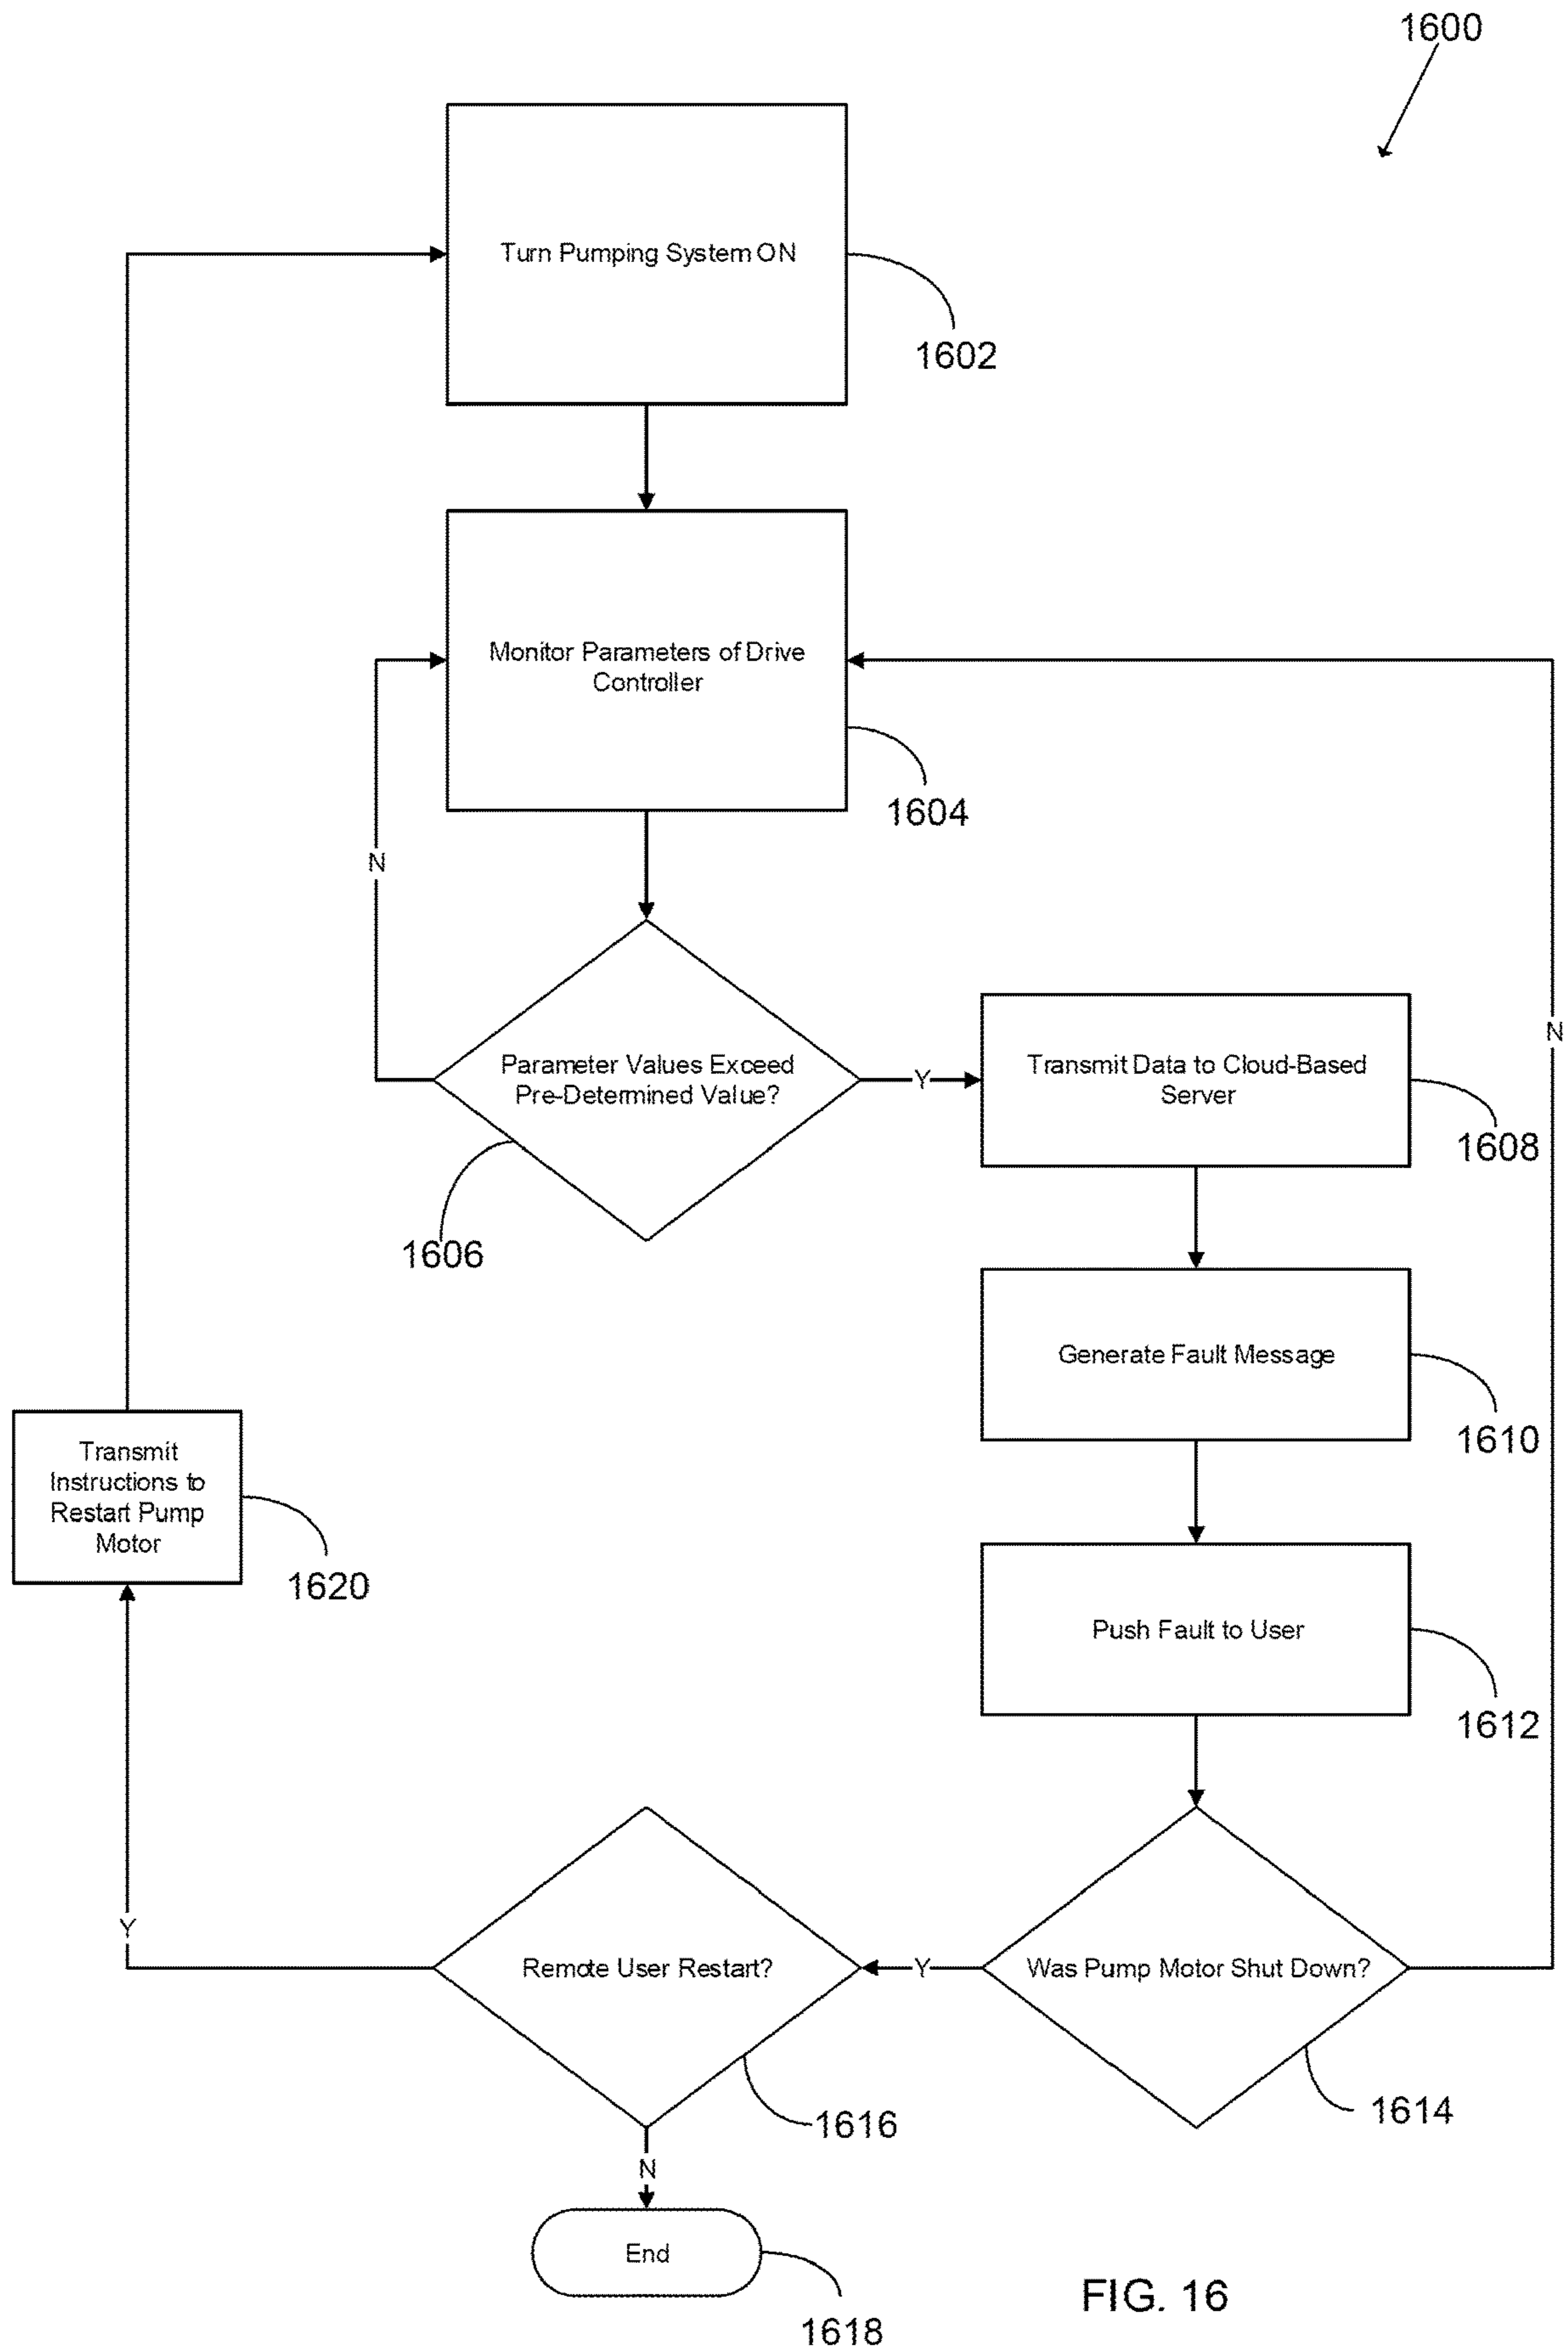 1600
Turn Pumping System ON
1602
Monitor Parameters of Drive
Controller
1604
N
N
Parameter Values Exceed
Pre-Determined Value?
Y
Transmit Data to Cloud-Based
Server
1608
1606
Generate Fault Message
1610
Transmit
Instructions to
Restart Pump
Motor
1620
Push Fault to User
1612
Y
Remote User Restart?
Y
Was Pump Motor Shut Down?
1616
1614
N
End
1618
FIG. 16